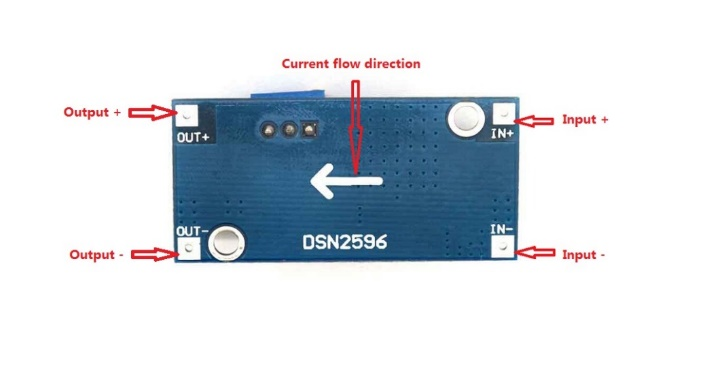 Current flow direction
Output +
Input +
OUT+
IN+
OUT-
IN-
DSN2596
Output -
Input -